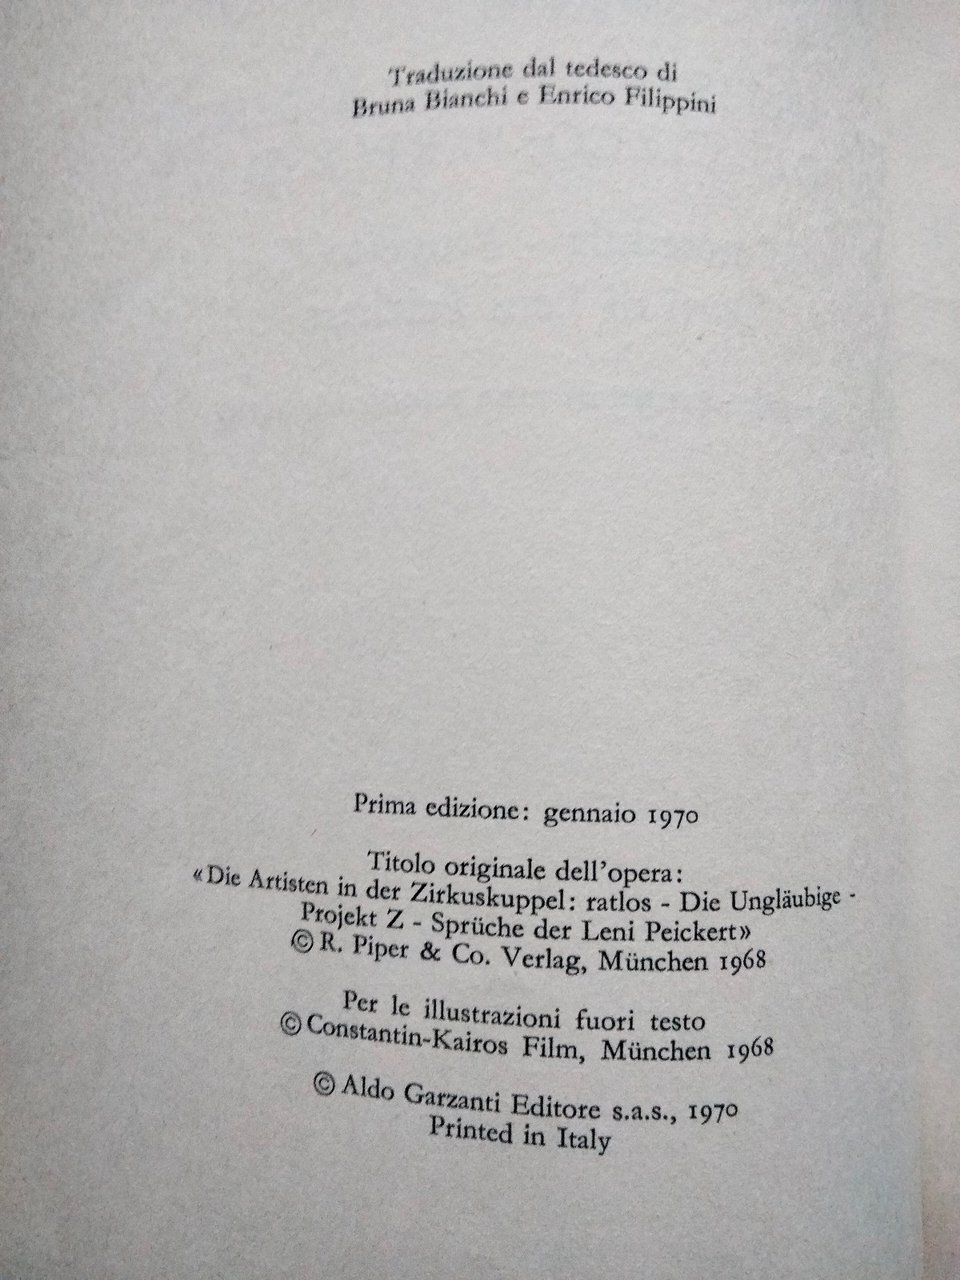 Traduzione dal tedesco di
Bruna Bianchi e Enrico Filippini
Prima edizione: gennaio 1970
Titolo originale dell'opera:
«Die Artisten in der Zirkuskuppel: ratlos - Die Ungläubige -
Projekt Z - Sprüche der Leni Peickert»
© R. Piper & Co. Verlag, München 1968
Per le illustrazioni fuori testo
© Constantin-Kairos Film, München 1968
© Aldo Garzanti Editore s.a.s., 1970
Printed in Italy